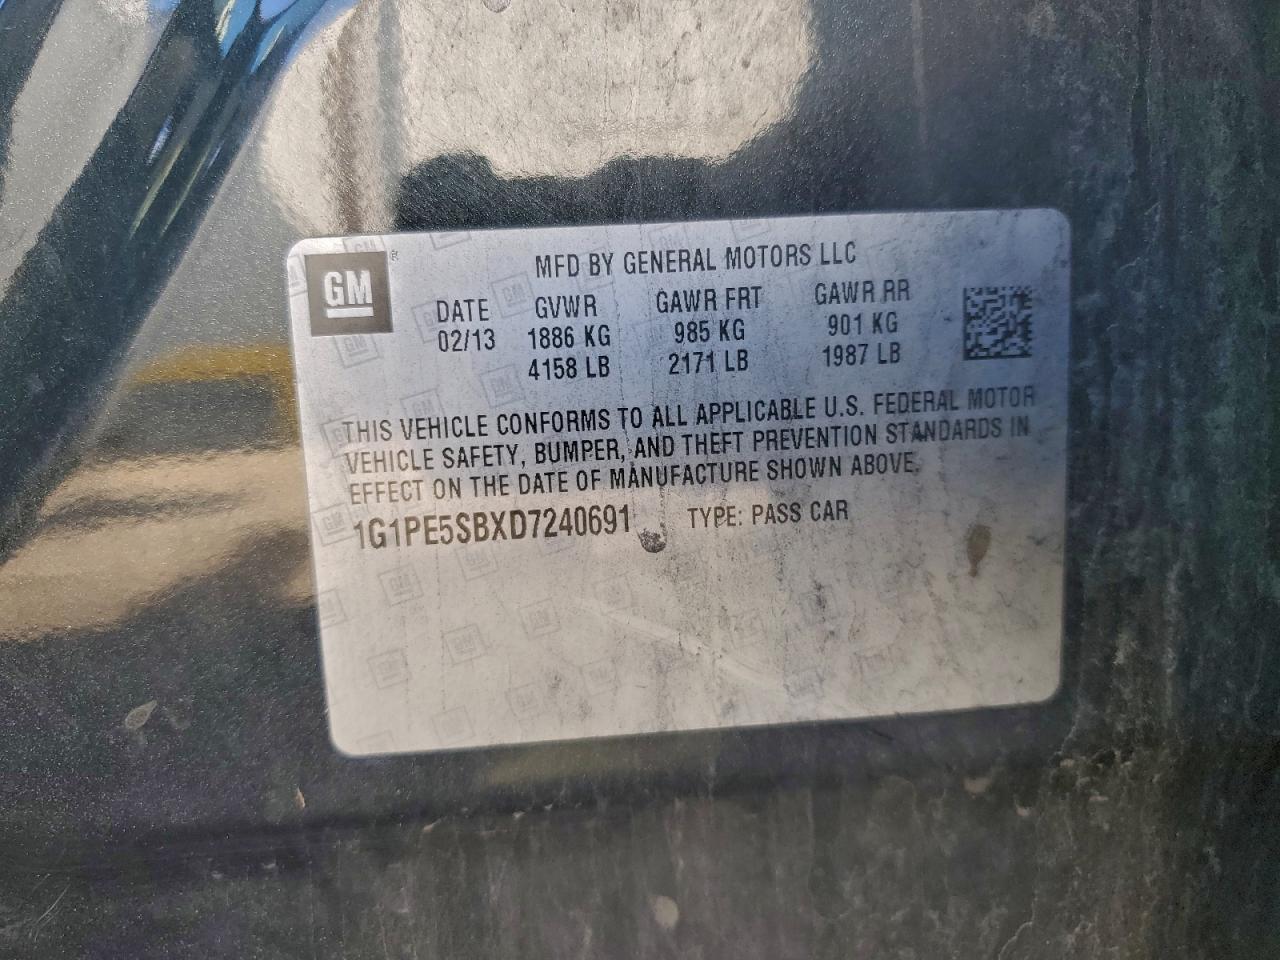 GM
MFD BY GENERAL MOTORS LLC
DATE GVWR GAWR FRT GAWR RR
02/13 1886 KG 985 KG 901 KG
4158 LB 2171 LB 1987 LB
THIS VEHICLE CONFORMS TO ALL APPLICABLE U.S. FEDERAL MOTOR
VEHICLE SAFETY, BUMPER, AND THEFT PREVENTION STANDARDS IN
EFFECT ON THE DATE OF MANUFACTURE SHOWN ABOVE.
1G1PE5SBXD7240691 TYPE: PASS CAR